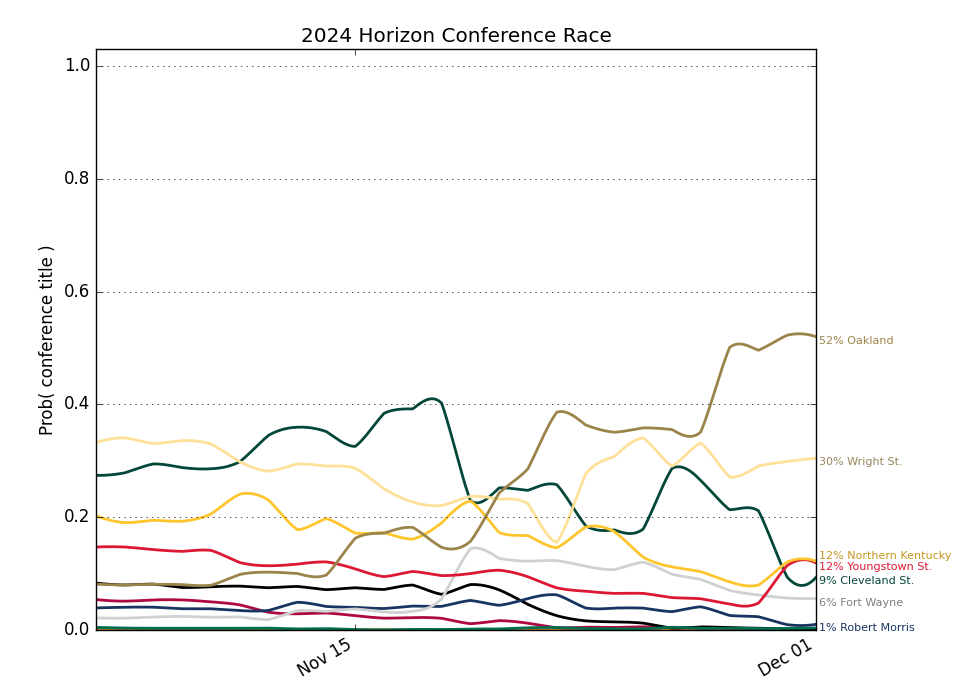 2024 Horizon Conference Race
1.0
0.8
0.6
0.4
0.2
0.0
Prob( conference title )
Nov 15
Dec 01
52% Oakland
30% Wright St.
12% Northern Kentucky
12% Youngstown St.
9% Cleveland St.
6% Fort Wayne
1% Robert Morris